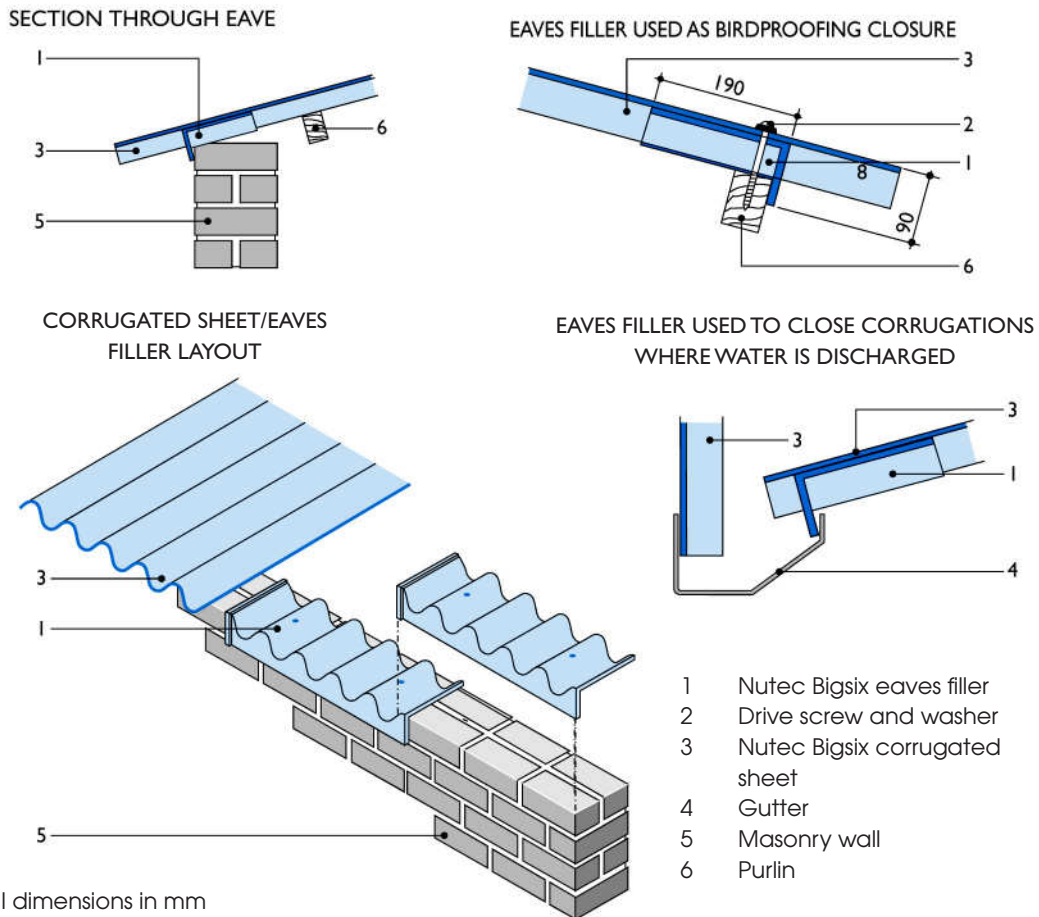 SECTION THROUGH EAVE
1
3
6
5
EAVES FILLER USED AS BIRDPROOFING CLOSURE
190
3
2
1
8
90
6
CORRUGATED SHEET/EAVES
FILLER LAYOUT
3
1
5
EAVES FILLER USED TO CLOSE CORRUGATIONS
WHERE WATER IS DISCHARGED
3
3
1
4
1 Nutec Bigsix eaves filler
2 Drive screw and washer
3 Nutec Bigsix corrugated
sheet
4 Gutter
5 Masonry wall
6 Purlin
l dimensions in mm